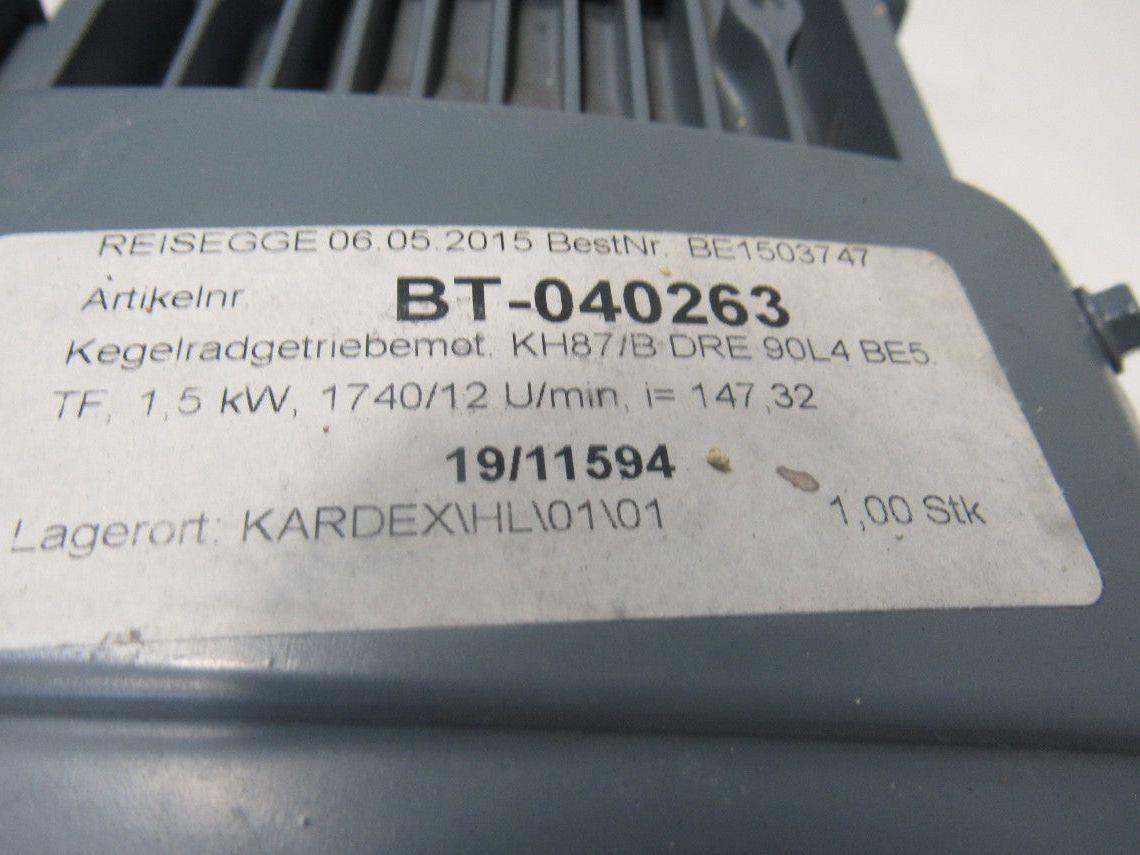 REISEGGE 06.05.2015 BestNr. BE1503747
Artikelnr. BT-040263
Kegelradgetriebemot. KH87/B DRE 90L4 BE5.
TF, 1,5 kW, 1740/12 U/min, i= 147,32
19/11594
Lagerort: KARDEX\HL\01\01 1,00 Stk